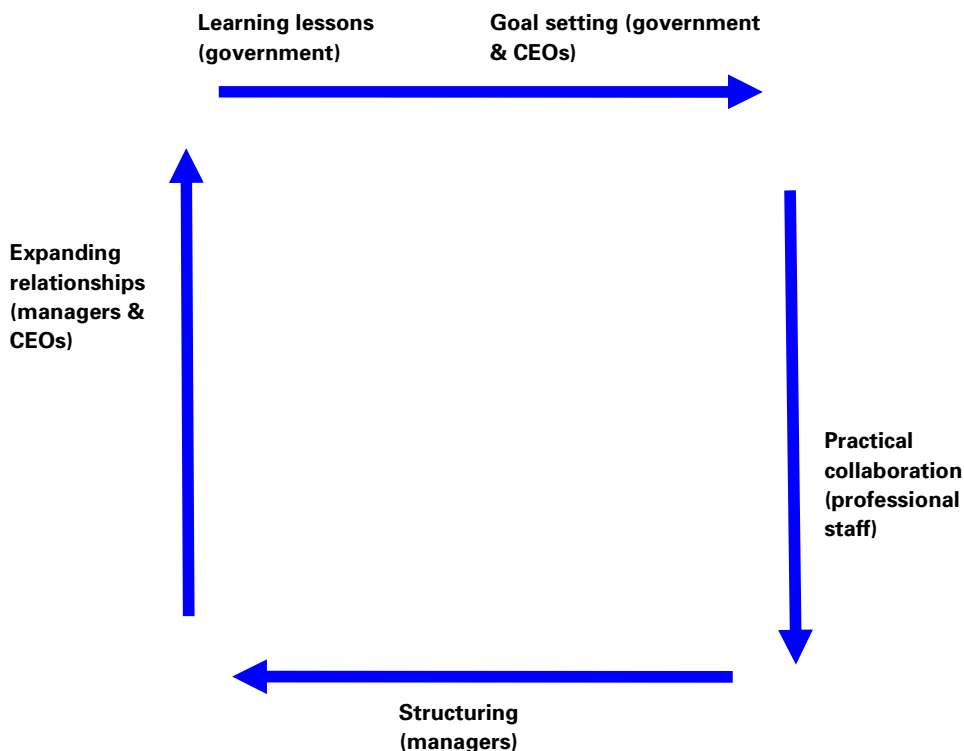 Learning lessons
(government)
Goal setting (government
& CEOs)
Expanding
relationships
(managers &
CEOs)
Practical
collaboration
(professional
staff)
Structuring
(managers)